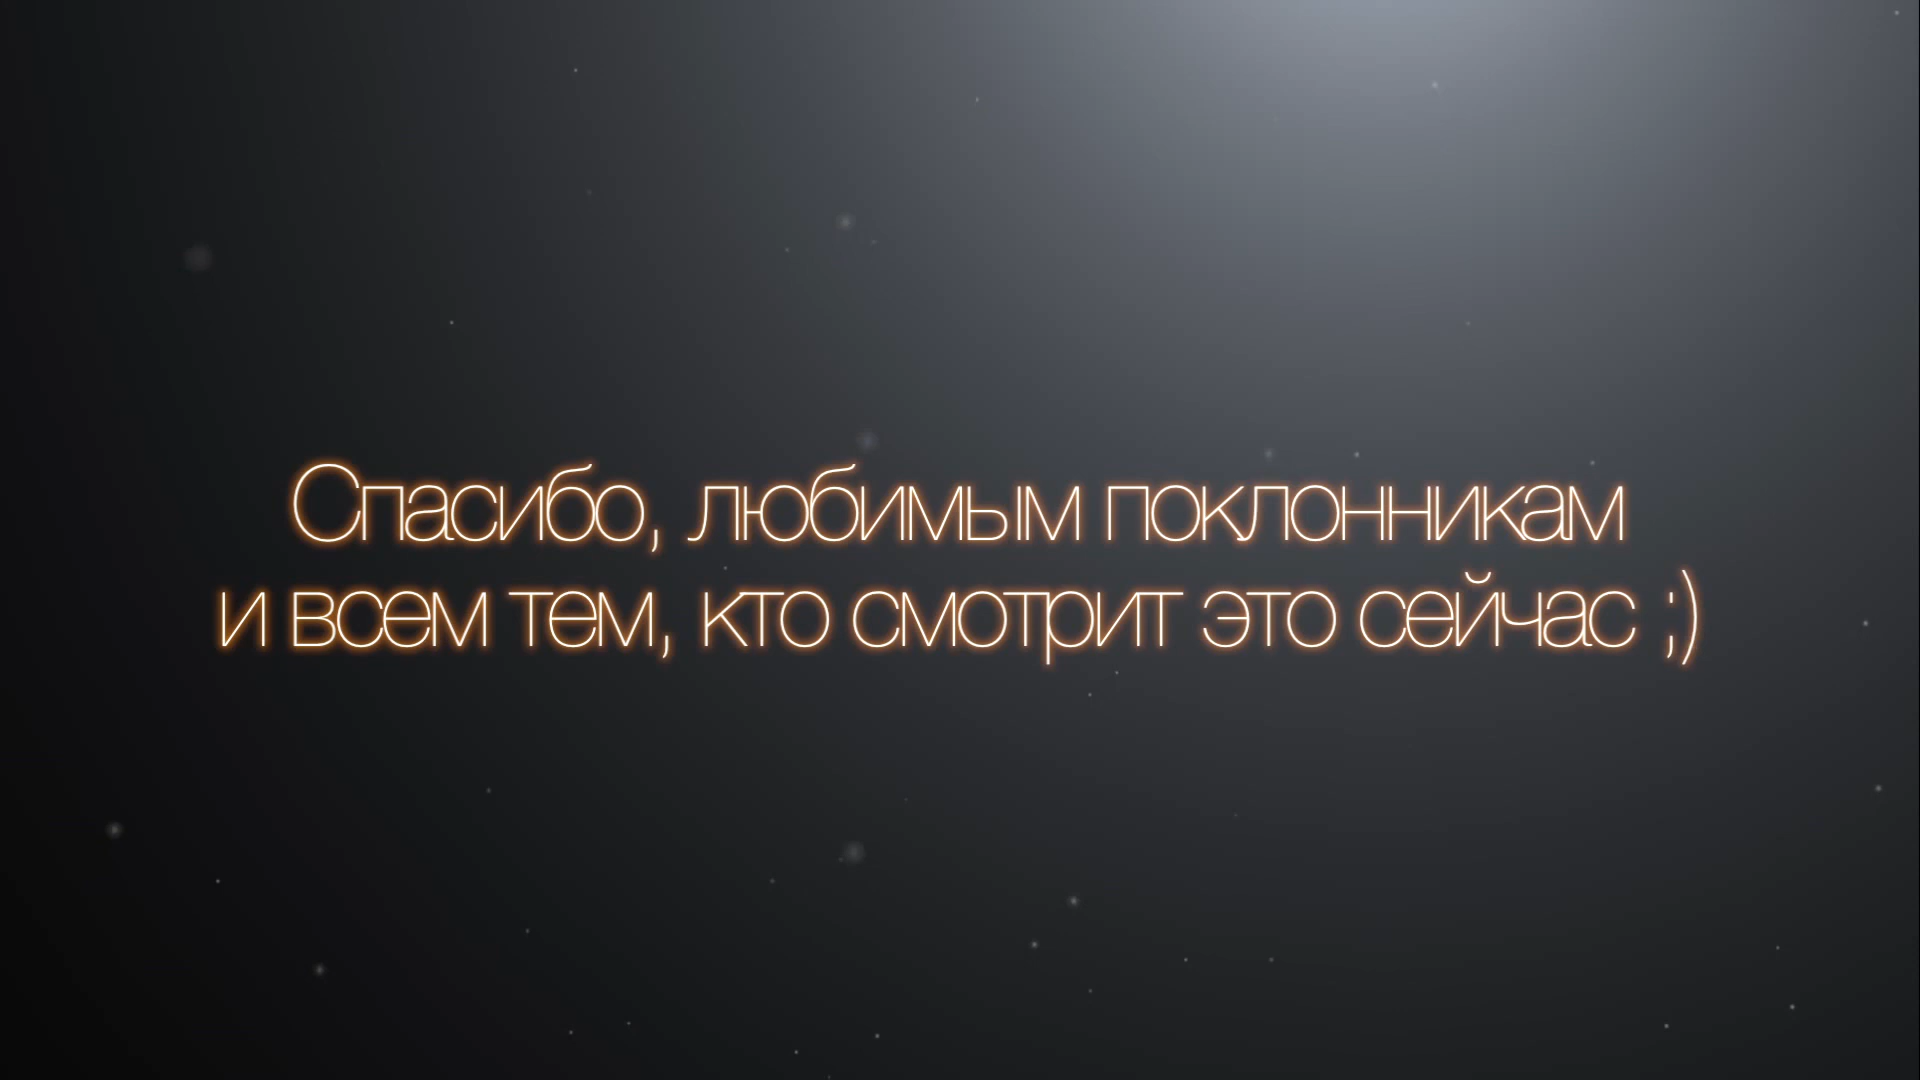 Спасибо, любимым поклонникам
и всем тем, кто смотрит это сейчас ;)